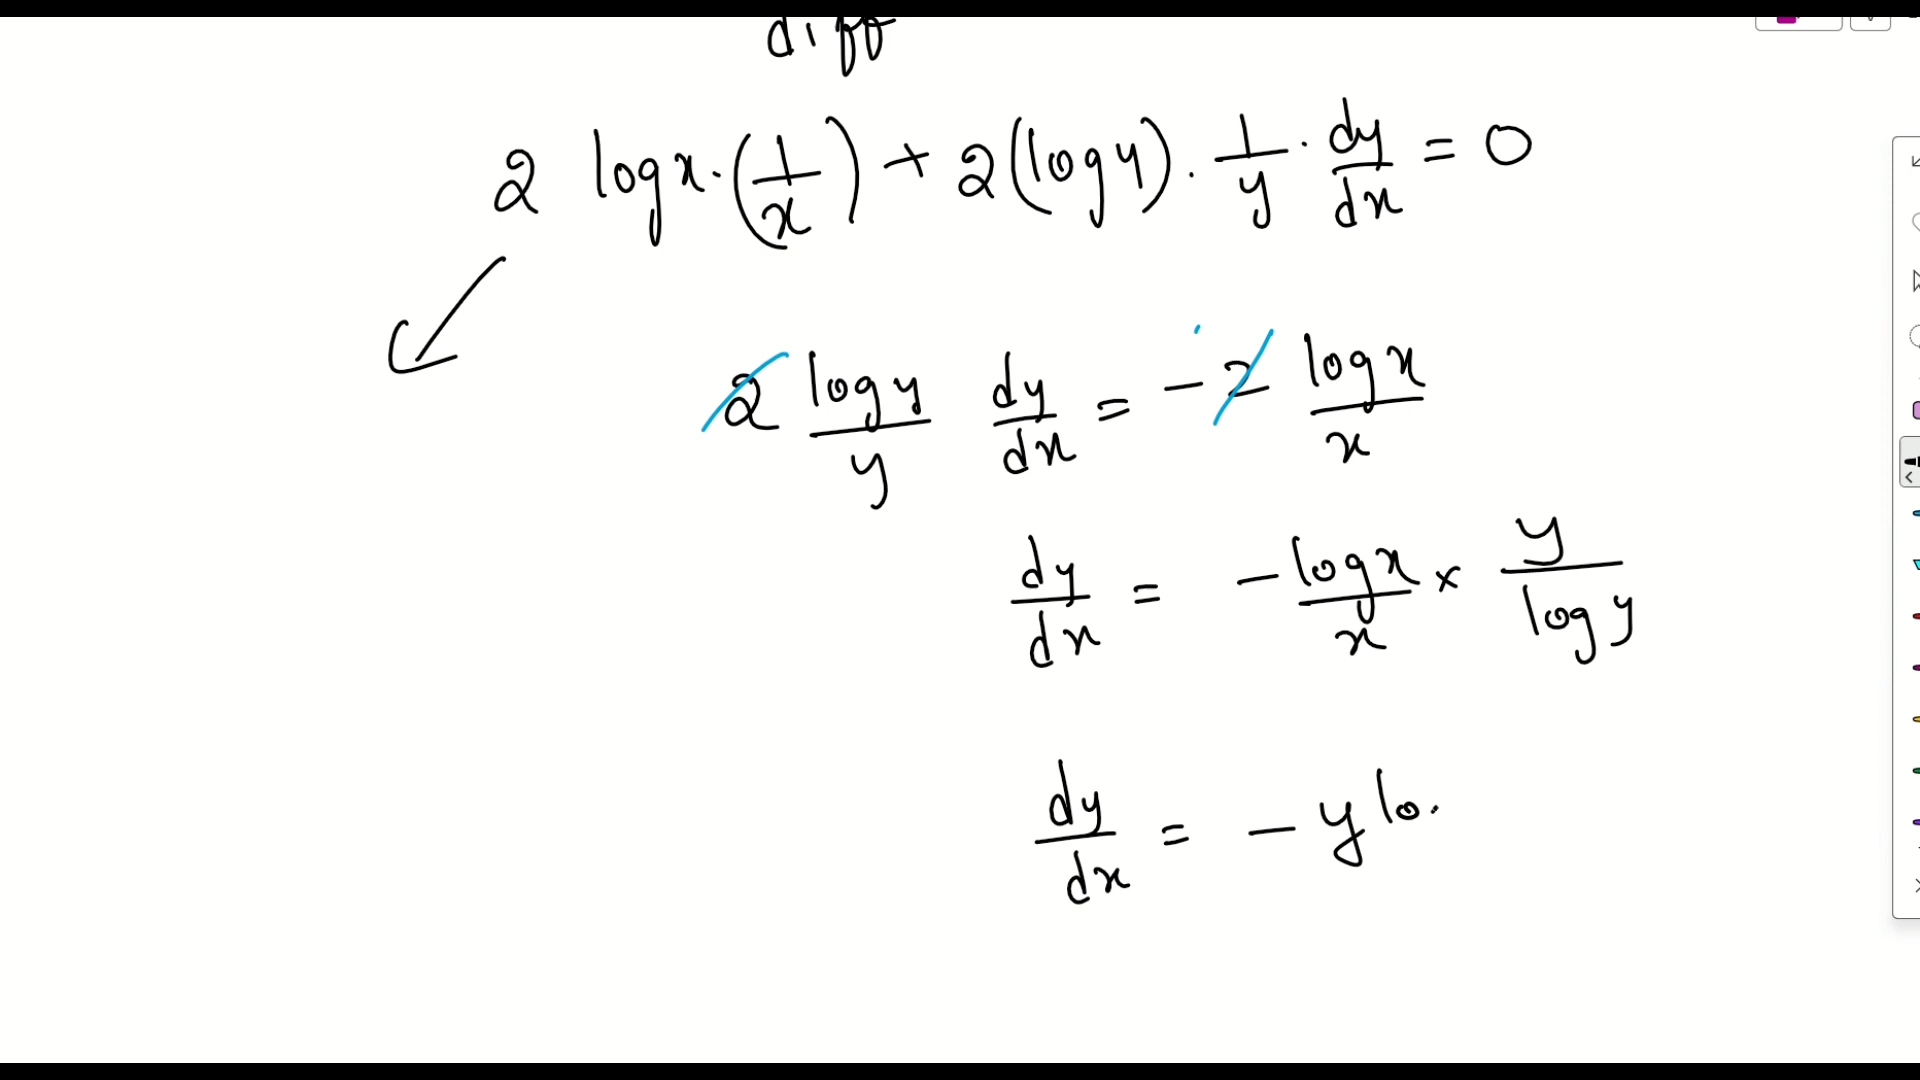 diff
2 log x . (1/x) + 2(log y) . 1/y . dy/dx = 0
2 log y/y dy/dx = -2 log x/x
dy/dx = - log x/x × y/log y
dy/dx = - y lo